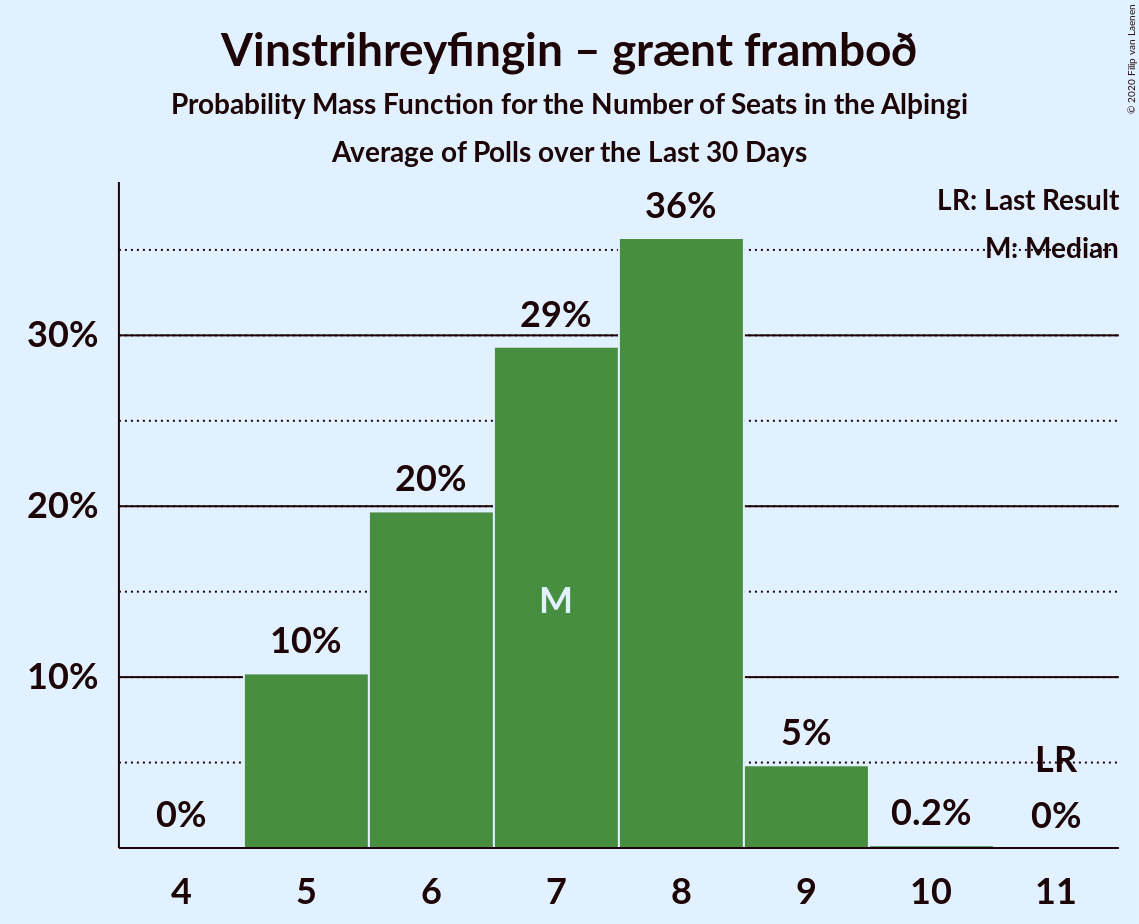 Vinstrihreyfingin – grænt framboð
Probability Mass Function for the Number of Seats in the Alþingi
Average of Polls over the Last 30 Days
© 2020 Filip van Laenen
LR: Last Result
M: Median
36%
29%
30%
20%
20%
M
10%
10%
5%
LR
0%
0.2%
0%
4 5 6 7 8 9 10 11